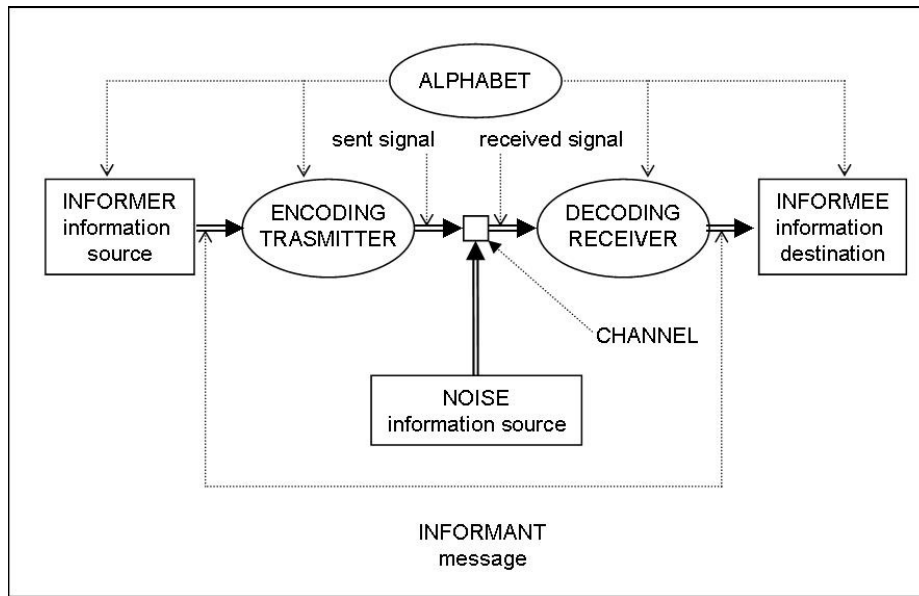 ALPHABET
sent signal
received signal
INFORMER
information
source
ENCODING
TRASMITTER
DECODING
RECEIVER
INFORMEE
information
destination
CHANNEL
NOISE
information source
INFORMANT
message